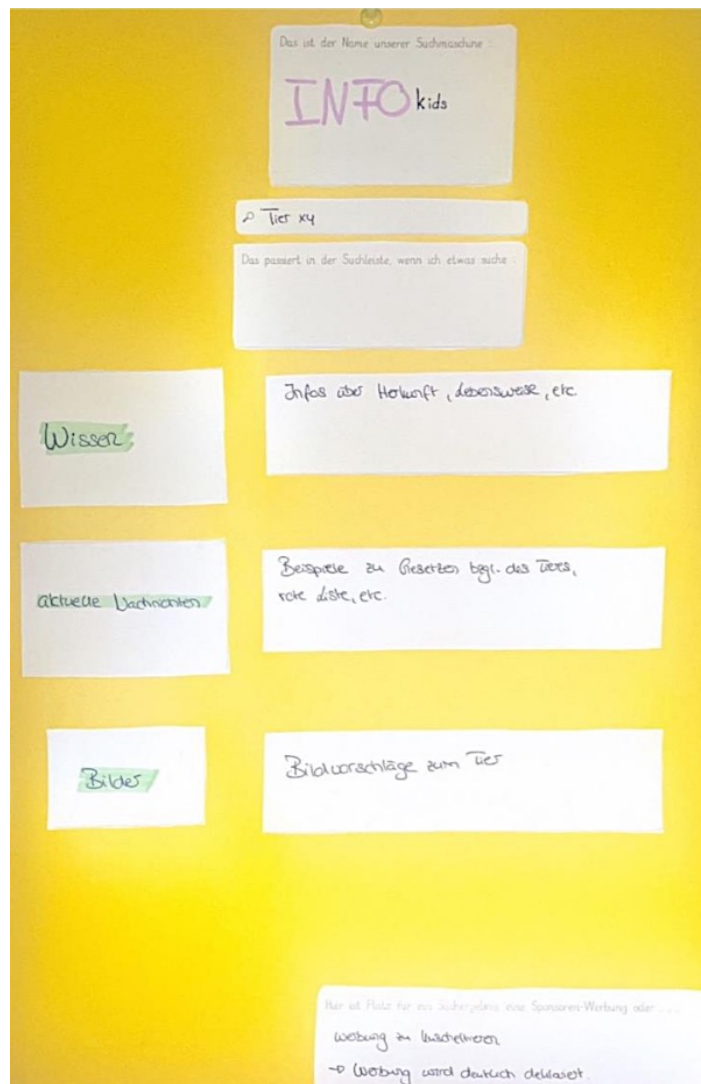 Das ist der Name unserer Suchmaschine :
INFO kids
Tier xy
Das passiert in der Suchleiste, wenn ich etwas suche :
Wissen
Infos über Herkunft, Lebensweise, etc.
aktuelle Nachrichten
Beispiele zu Gesetzen bzgl. des Tiers,
rote Liste, etc.
Bilder
Bildvorschläge zum Tier
Hier ist Platz für ein Suchergebnis eine Sponsoren-Werbung oder ...
Werbung zu Kuscheltieren
→ Werbung wird deutlich deklariert.